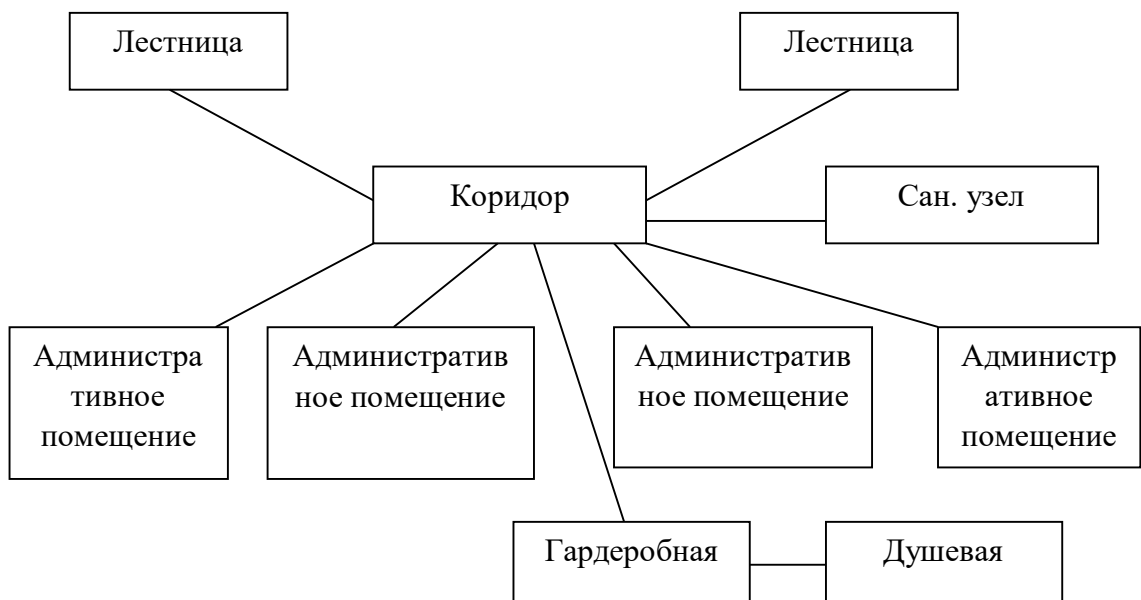 Лестница
Лестница
Коридор
Сан. узел
Администра
тивное
помещение
Административ
ное помещение
Административ
ное помещение
Администр
ативное
помещение
Гардеробная
Душевая